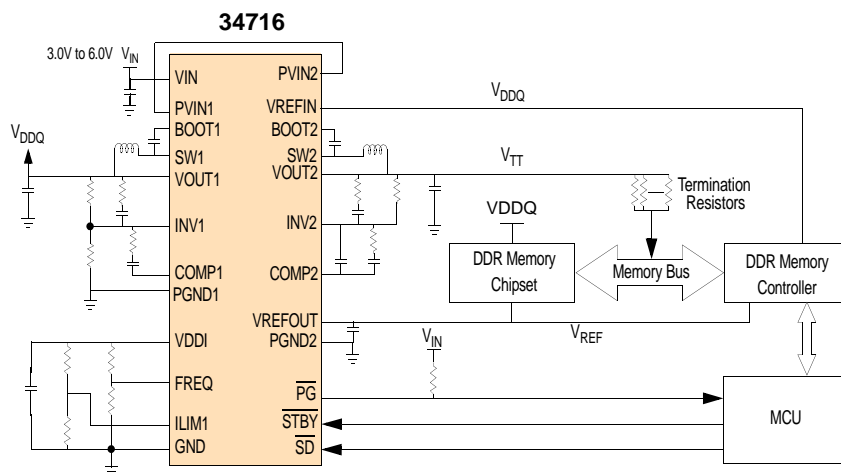 34716
3.0V to 6.0V VIN
VIN
PVIN1
BOOT1
SW1
VOUT1
INV1
COMP1
PGND1
VDDI
FREQ
ILIM1
GND
PVIN2
VREFIN
BOOT2
SW2
VOUT2
INV2
COMP2
VREFOUT
PGND2
PG
STBY
SD
VDDQ
VDDQ
VTT
Termination
Resistors
VDDQ
DDR Memory
Chipset
Memory Bus
DDR Memory
Controller
VREF
VIN
MCU